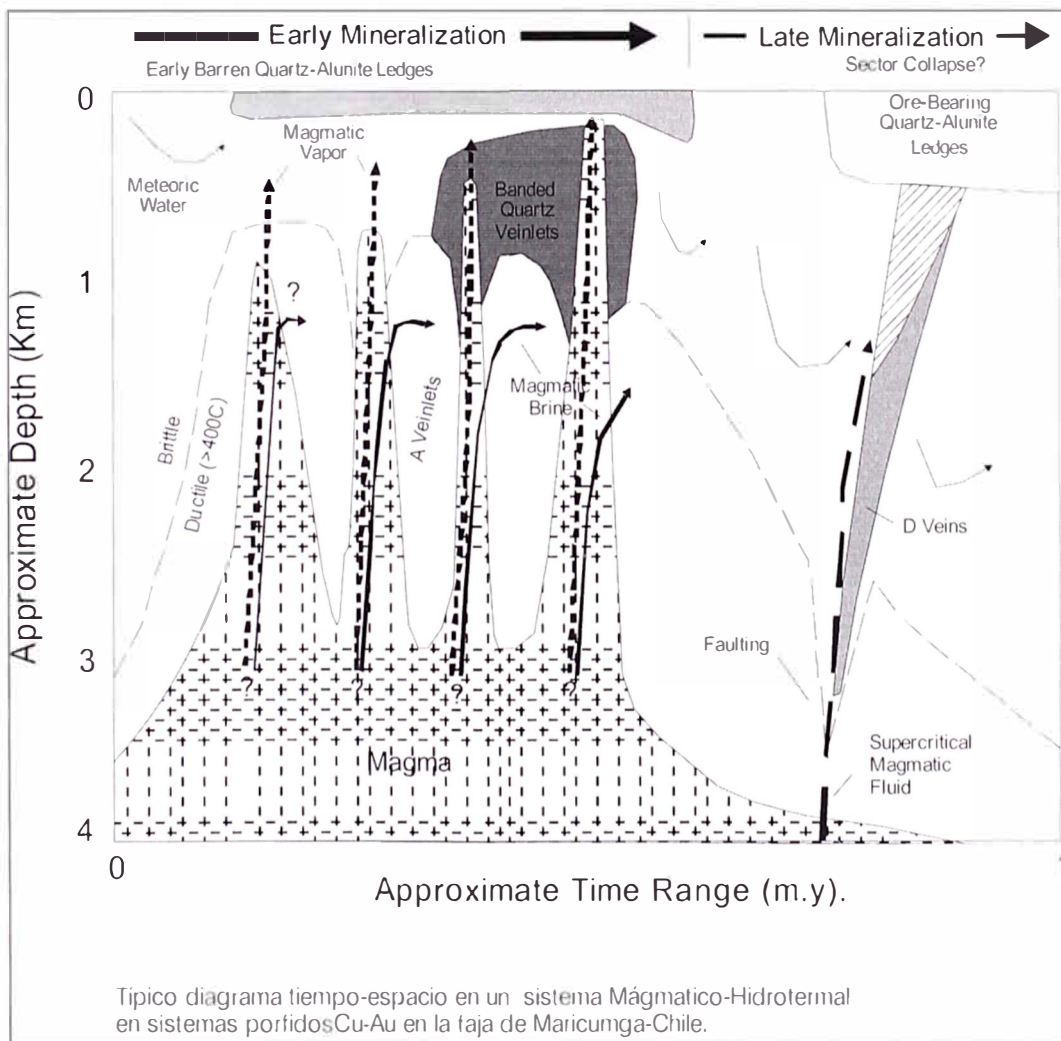 Early Mineralization
Late Mineralization
Early Barren Quartz-Alunite Ledges
Sector Collapse?
0
Ore-Bearing
Quartz-Alunite
Ledges
Magmatic
Vapor
Meteoric
Water
Banded
Quartz
Veinlets
1
?
Magmatic
Brine
A Veinlets
Brittle
Ductile (>400C)
Approximate Depth (Km)
2
D Veins
3
Faulting
?
?
?
?
Magma
Supercritical
Magmatic
Fluid
4
0
Approximate Time Range (m.y).
Típico diagrama tiempo-espacio en un sistema Mágmatico-Hidrotermal
en sistemas porfidosCu-Au en la faja de Maricumga-Chile.